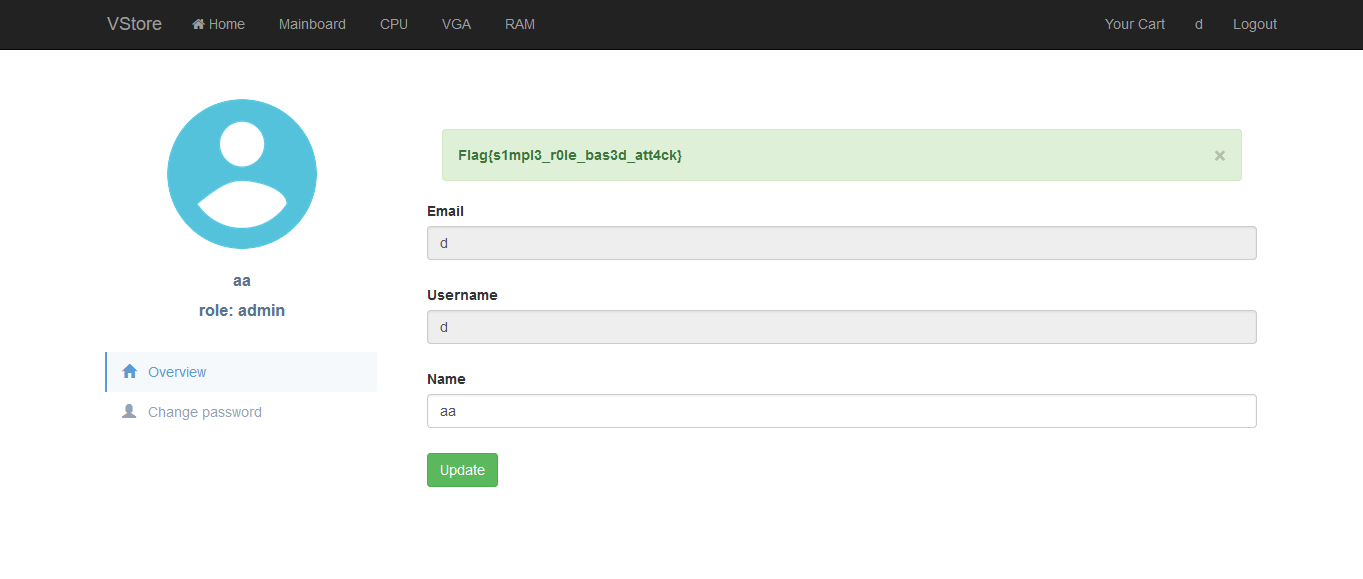 VStore Home Mainboard CPU VGA RAM Your Cart d Logout
Flag{s1mpl3_r0le_bas3d_att4ck} ×
aa
role: admin
Overview
Change password
Email
d
Username
d
Name
aa
Update